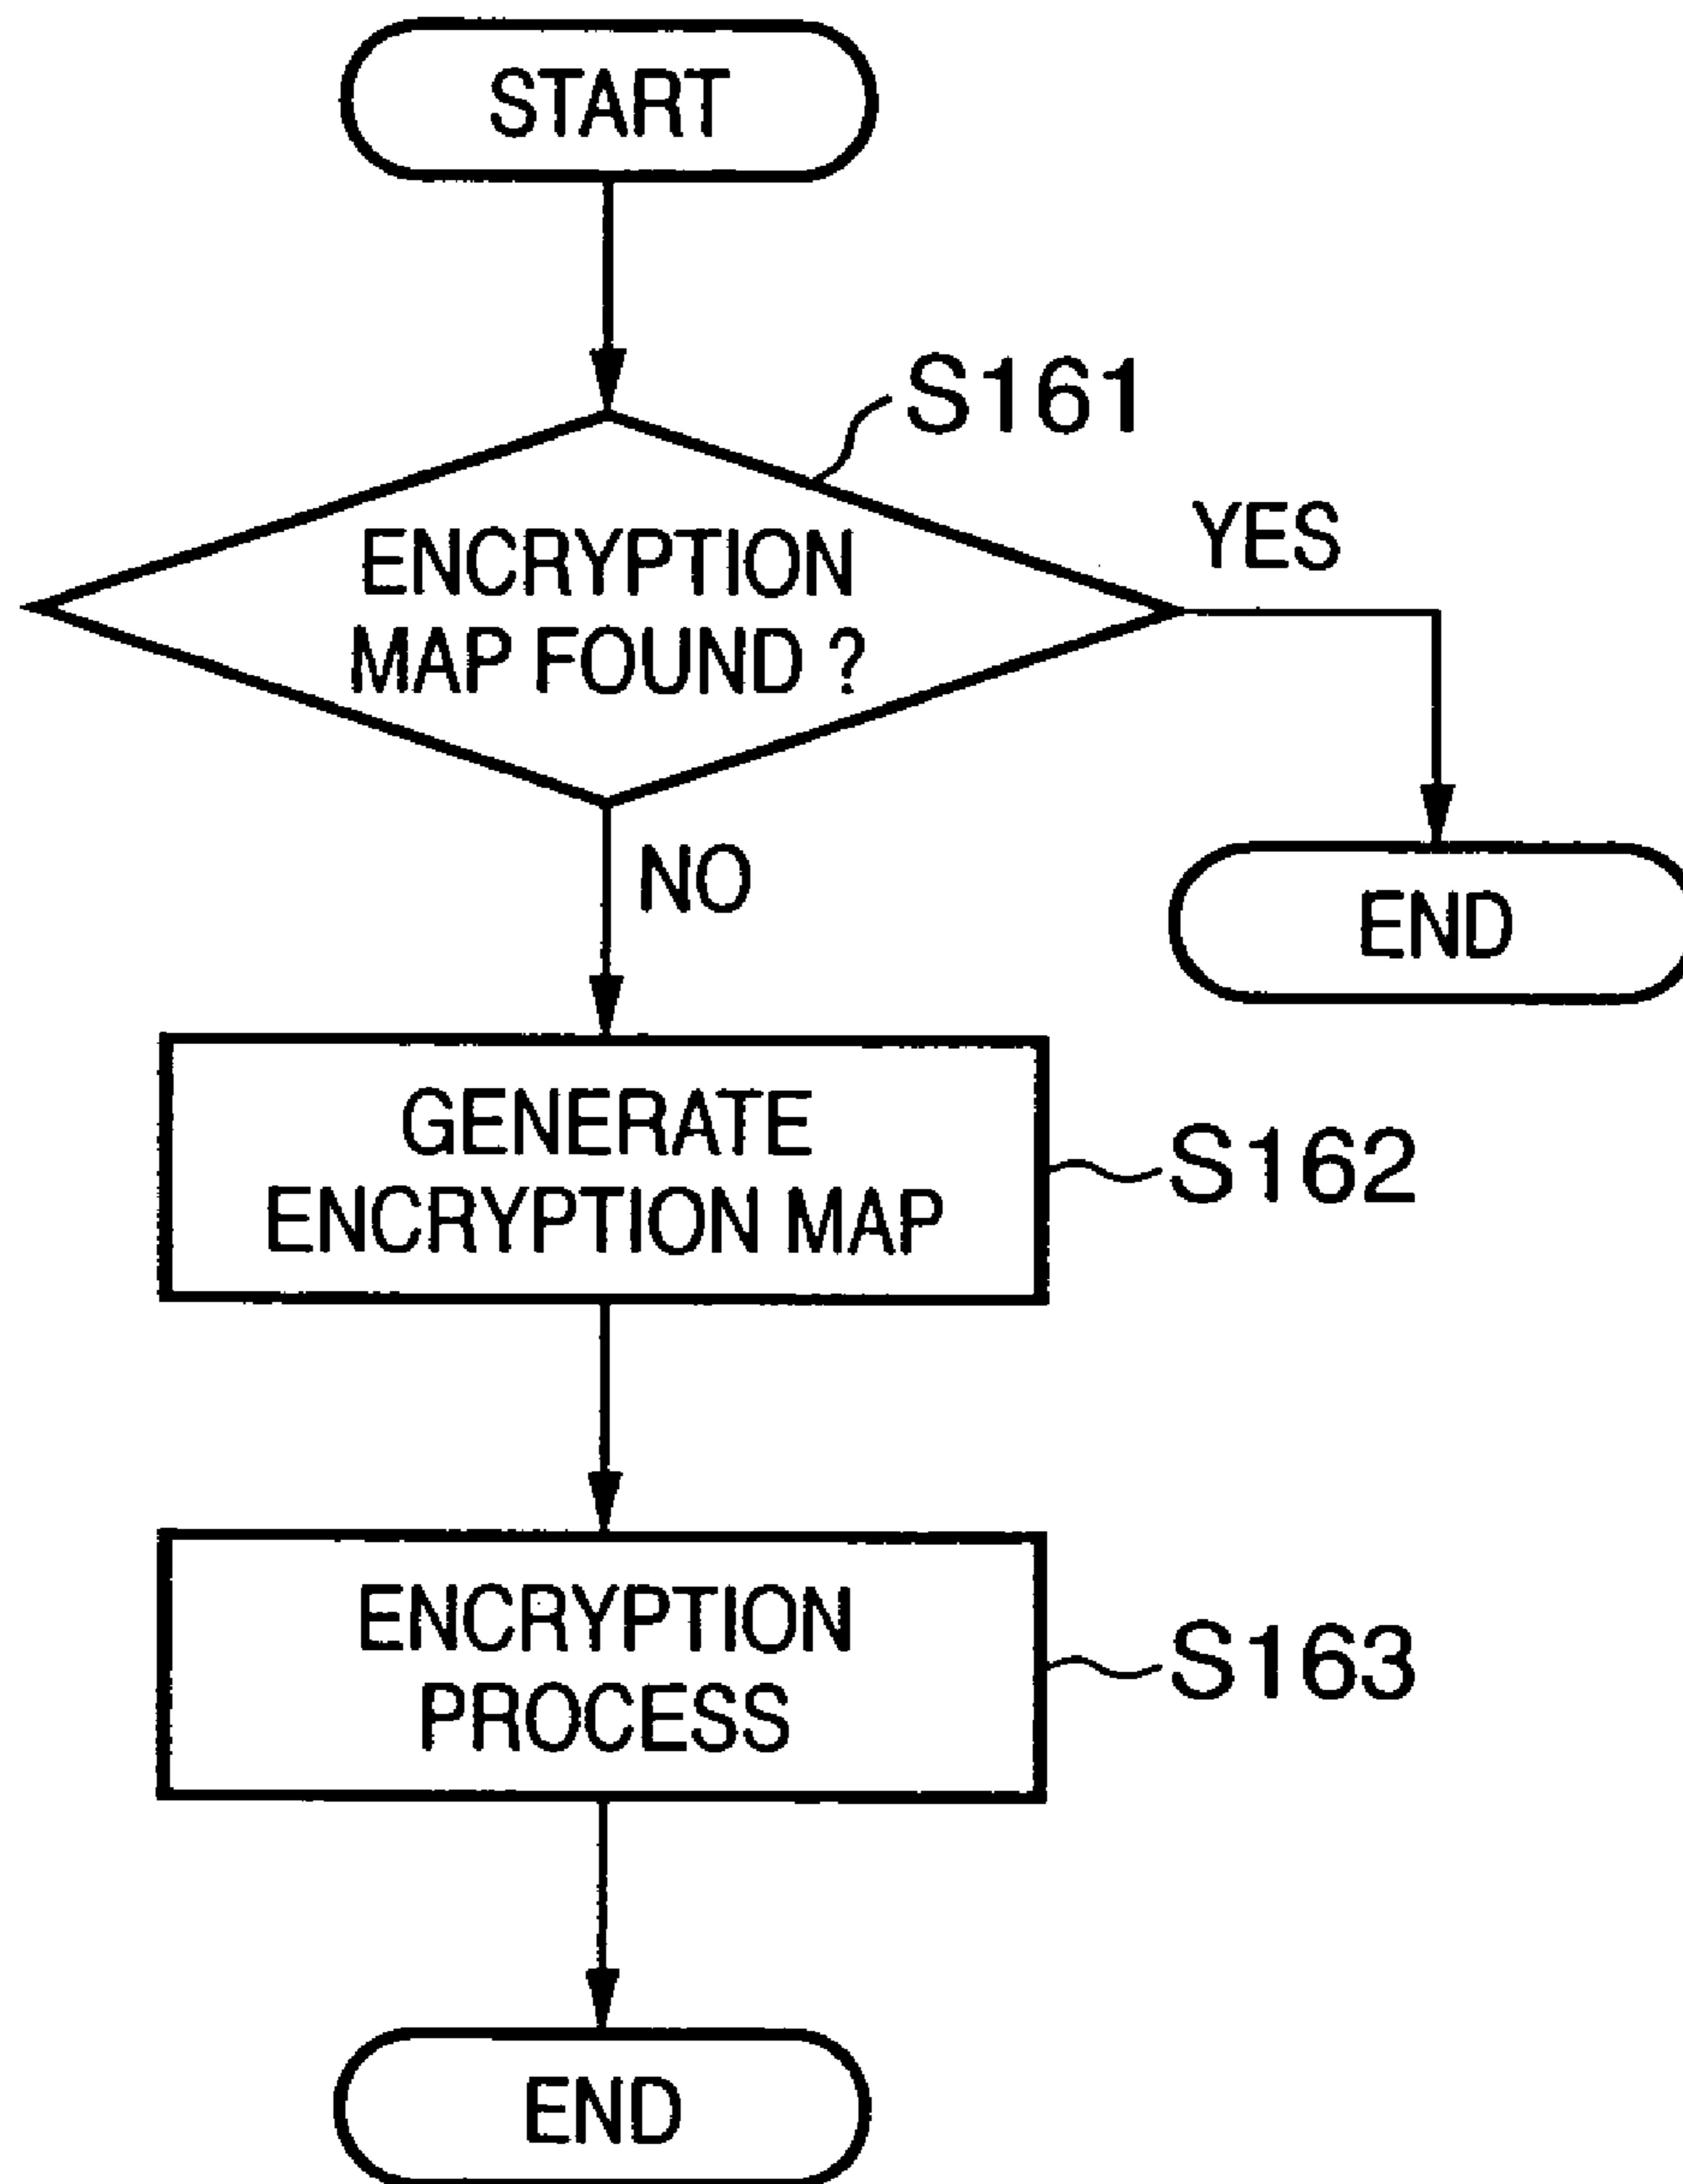 START
S161
ENCRYPTION
MAP FOUND ?
YES
NO
END
GENERATE
ENCRYPTION MAP
S162
ENCRYPTION
PROCESS
S163
END